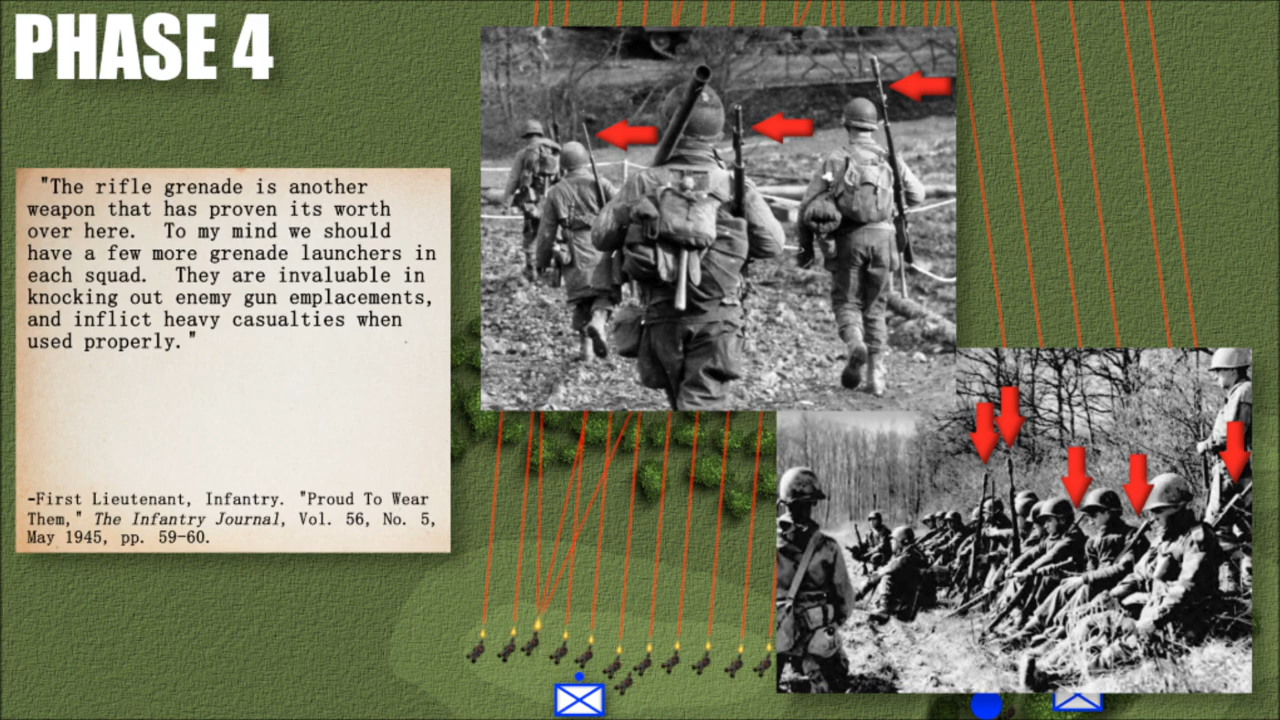 PHASE 4
"The rifle grenade is another
weapon that has proven its worth
over here. To my mind we should
have a few more grenade launchers in
each squad. They are invaluable in
knocking out enemy gun emplacements,
and inflict heavy casualties when
used properly."
-First Lieutenant, Infantry. "Proud To Wear
Them," The Infantry Journal, Vol. 56, No. 5,
May 1945, pp. 59-60.